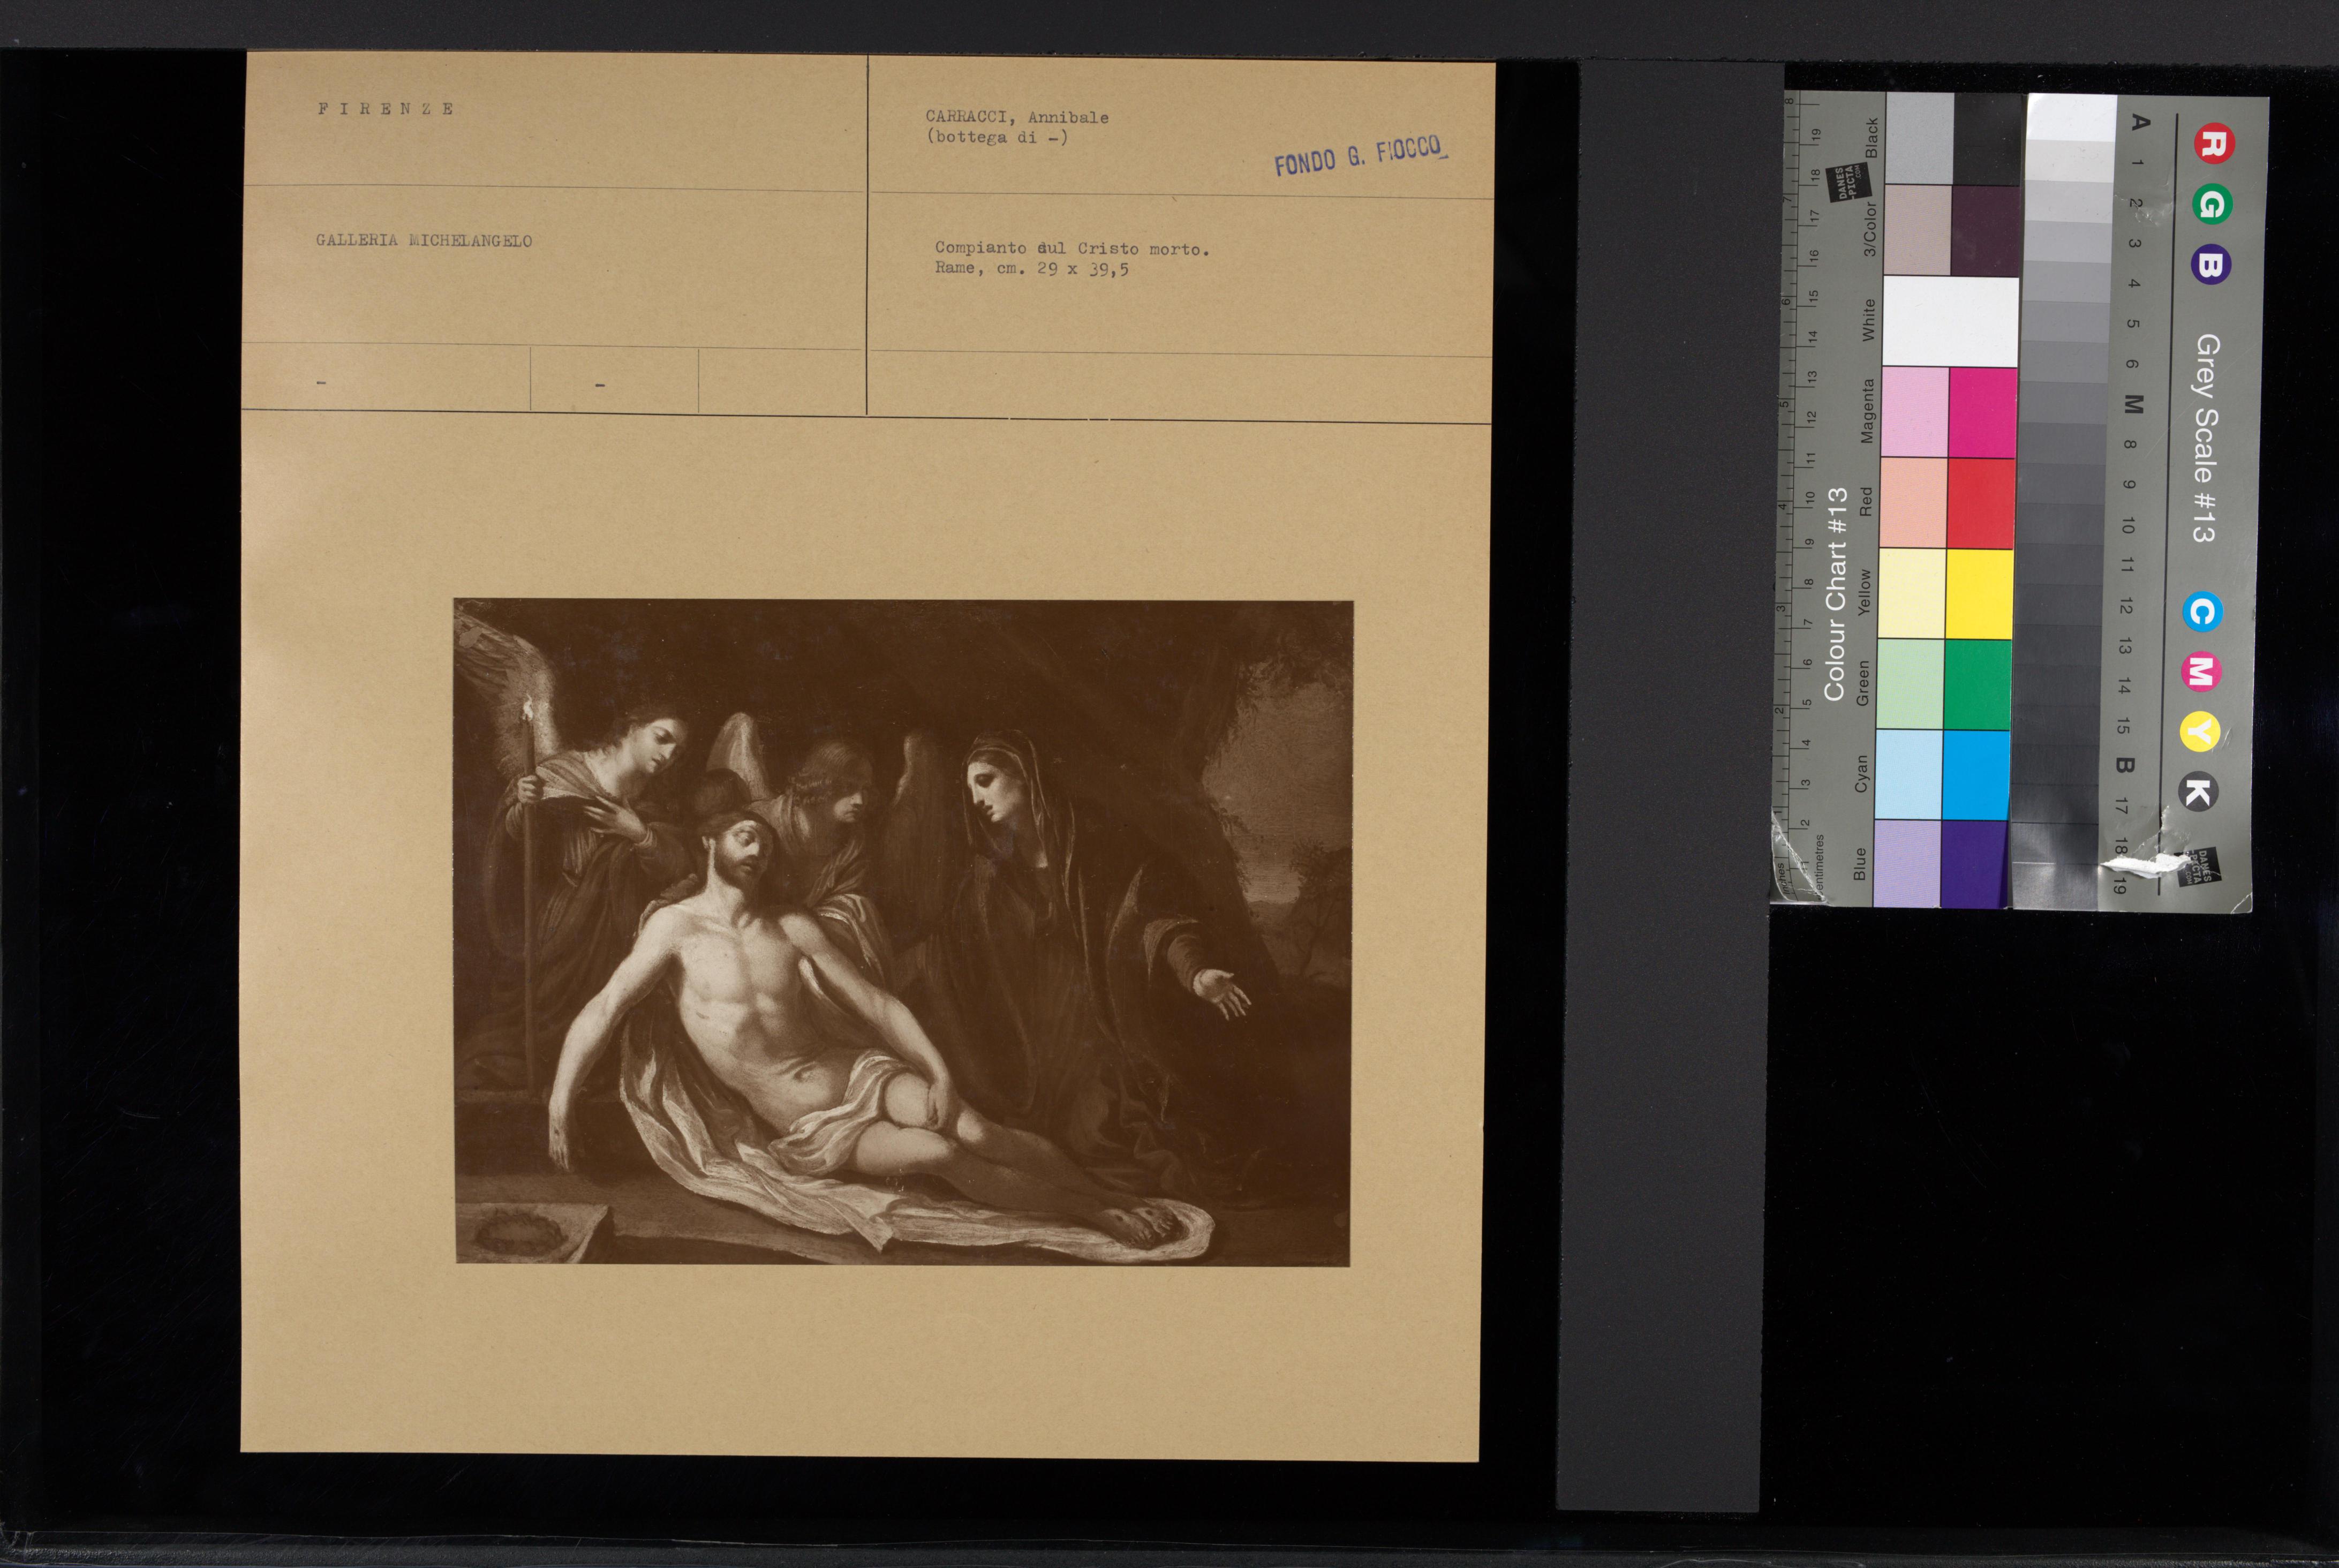 F I R E N Z E
GALLERIA MICHELANGELO
-
-
CARRACCI, Annibale
(bottega di -)
FONDO G. FIOCCO
Compianto sul Cristo morto.
Rame, cm. 29 x 39,5
Colour Chart #13
Blue Cyan Green Yellow Red Magenta White 3/Color Black
inches 2 3 4 5 6 7 8
centimetres 1 2 3 4 5 6 7 8 9 10 11 12 13 14 15 16 17 18 19
DANES
PICTA
.COM
R G B Grey Scale #13 C M Y K
A 1 2 3 4 5 6 M 8 9 10 11 12 13 14 15 B 17 18 19
DANES
PICTA
.COM